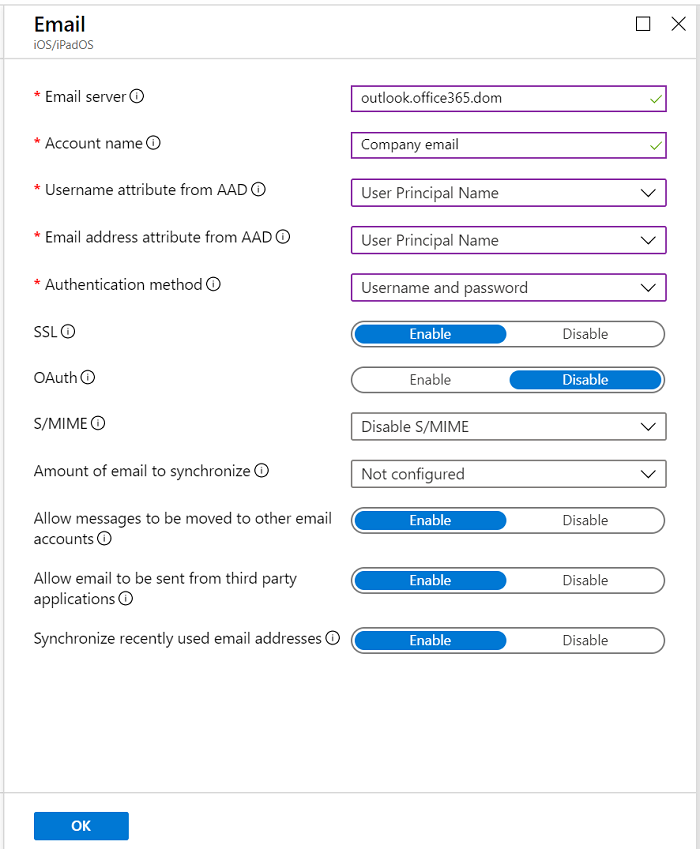 Email
iOS/iPadOS
* Email server
outlook.office365.dom
* Account name
Company email
* Username attribute from AAD
User Principal Name
* Email address attribute from AAD
User Principal Name
* Authentication method
Username and password
SSL
Enable Disable
OAuth
Enable Disable
S/MIME
Disable S/MIME
Amount of email to synchronize
Not configured
Allow messages to be moved to other email
accounts
Enable Disable
Allow email to be sent from third party
applications
Enable Disable
Synchronize recently used email addresses
Enable Disable
OK